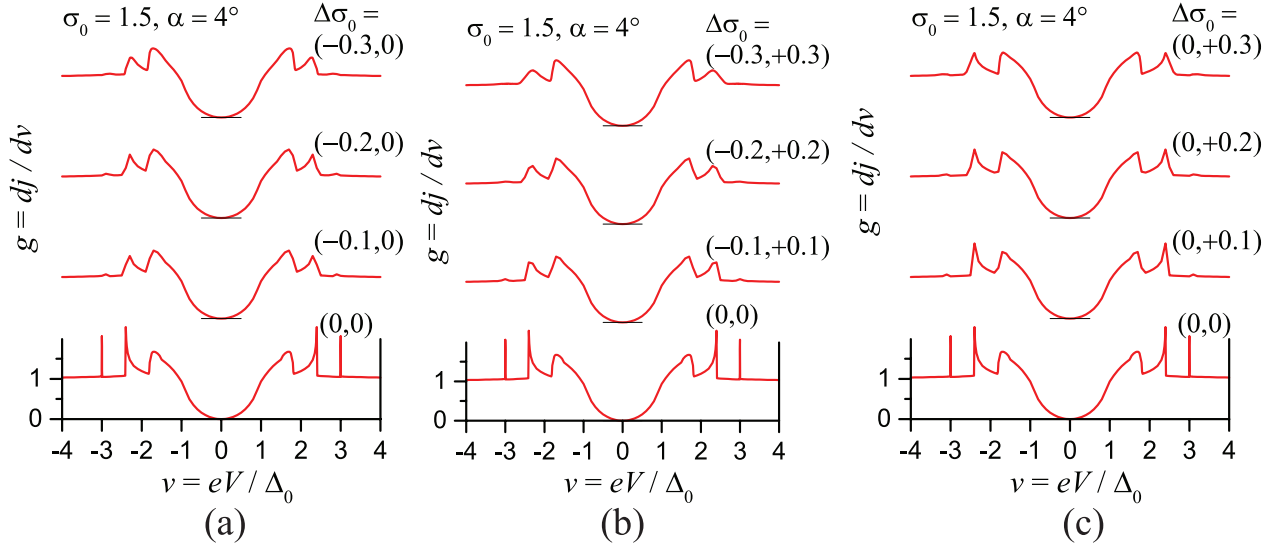 σ₀ = 1.5, α = 4° Δσ₀ =
(−0.3,0)
(−0.2,0)
(−0.1,0)
(0,0)
g = dj / dv
1
0
-4 -3 -2 -1 0 1 2 3 4
v = eV / Δ₀
(a)
σ₀ = 1.5, α = 4° Δσ₀ =
(−0.3,+0.3)
(−0.2,+0.2)
(−0.1,+0.1)
(0,0)
g = dj / dv
1
0
-4 -3 -2 -1 0 1 2 3 4
v = eV / Δ₀
(b)
σ₀ = 1.5, α = 4° Δσ₀ =
(0,+0.3)
(0,+0.2)
(0,+0.1)
(0,0)
g = dj / dv
1
0
-4 -3 -2 -1 0 1 2 3 4
v = eV / Δ₀
(c)